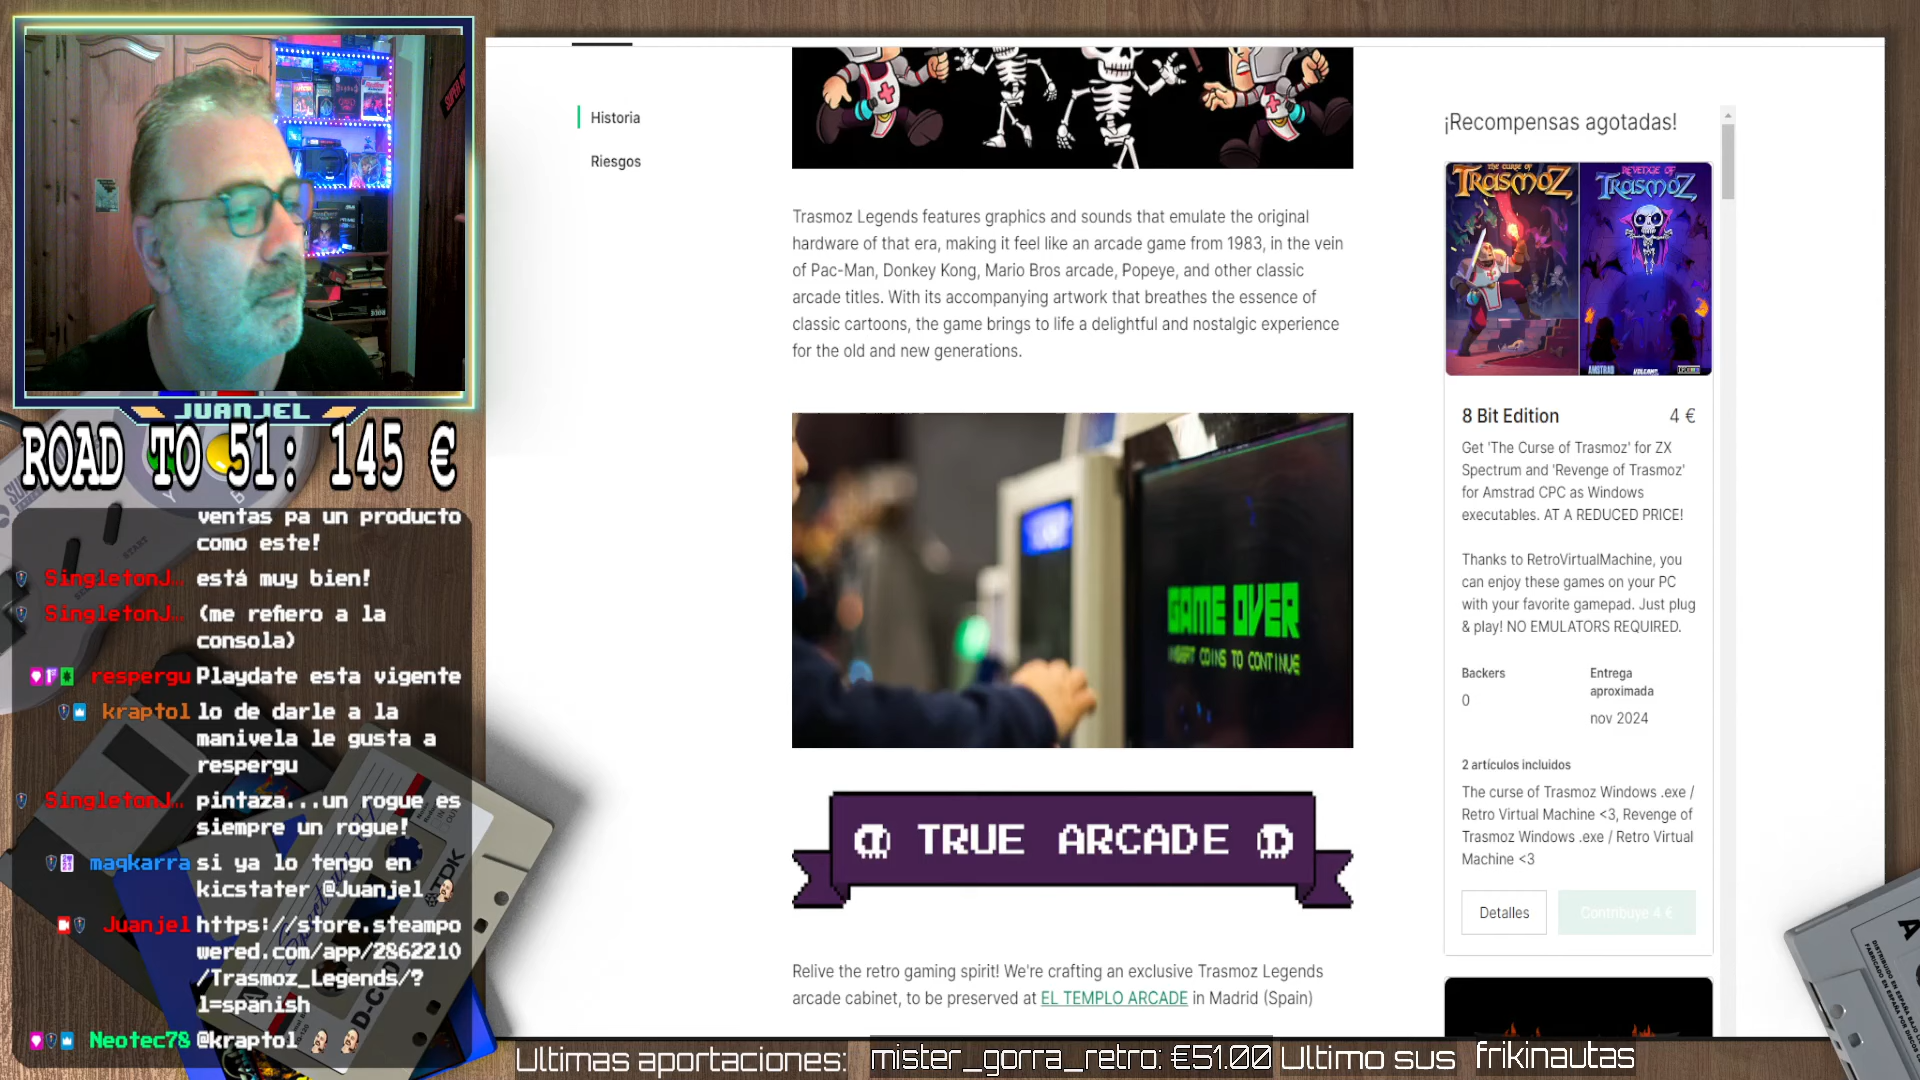 JUANJEL
ROAD TO 51: 145 €
ventas pa un producto
como este!
SingletonJ... está muy bien!
SingletonJ... (me refiero a la
consola)
respergu Playdate esta vigente
kraptol lo de darle a la
manivela le gusta a
respergu
SingletonJ... pintaza...un rogue es
siempre un rogue!
maqkarra si ya lo tengo en
kicstater @Juanjel
Juanjel https://store.steampo
wered.com/app/2862210
/Trasmoz_Legends/?
l=spanish
Neotec78 @kraptol
Historia
Riesgos
Trasmoz Legends features graphics and sounds that emulate the original
hardware of that era, making it feel like an arcade game from 1983, in the vein
of Pac-Man, Donkey Kong, Mario Bros arcade, Popeye, and other classic
arcade titles. With its accompanying artwork that breathes the essence of
classic cartoons, the game brings to life a delightful and nostalgic experience
for the old and new generations.
GAME OVER
INSERT COINS TO CONTINUE
TRUE ARCADE
Relive the retro gaming spirit! We're crafting an exclusive Trasmoz Legends
arcade cabinet, to be preserved at EL TEMPLO ARCADE in Madrid (Spain)
¡Recompensas agotadas!
THE CURSE OF
TRASMOZ
REVENGE OF
TRASMOZ
AMSTRAD
8 Bit Edition 4 €
Get 'The Curse of Trasmoz' for ZX
Spectrum and 'Revenge of Trasmoz'
for Amstrad CPC as Windows
executables. AT A REDUCED PRICE!
Thanks to RetroVirtualMachine, you
can enjoy these games on your PC
with your favorite gamepad. Just plug
& play! NO EMULATORS REQUIRED.
Backers
0
Entrega
aproximada
nov 2024
2 artículos incluidos
The curse of Trasmoz Windows .exe /
Retro Virtual Machine <3, Revenge of
Trasmoz Windows .exe / Retro Virtual
Machine <3
Detalles
Contribuye 4 €
Ultimas aportaciones: mister_gorra_retro: €51.00 Ultimo sus frikinautas
START
TDK
D-C60
A